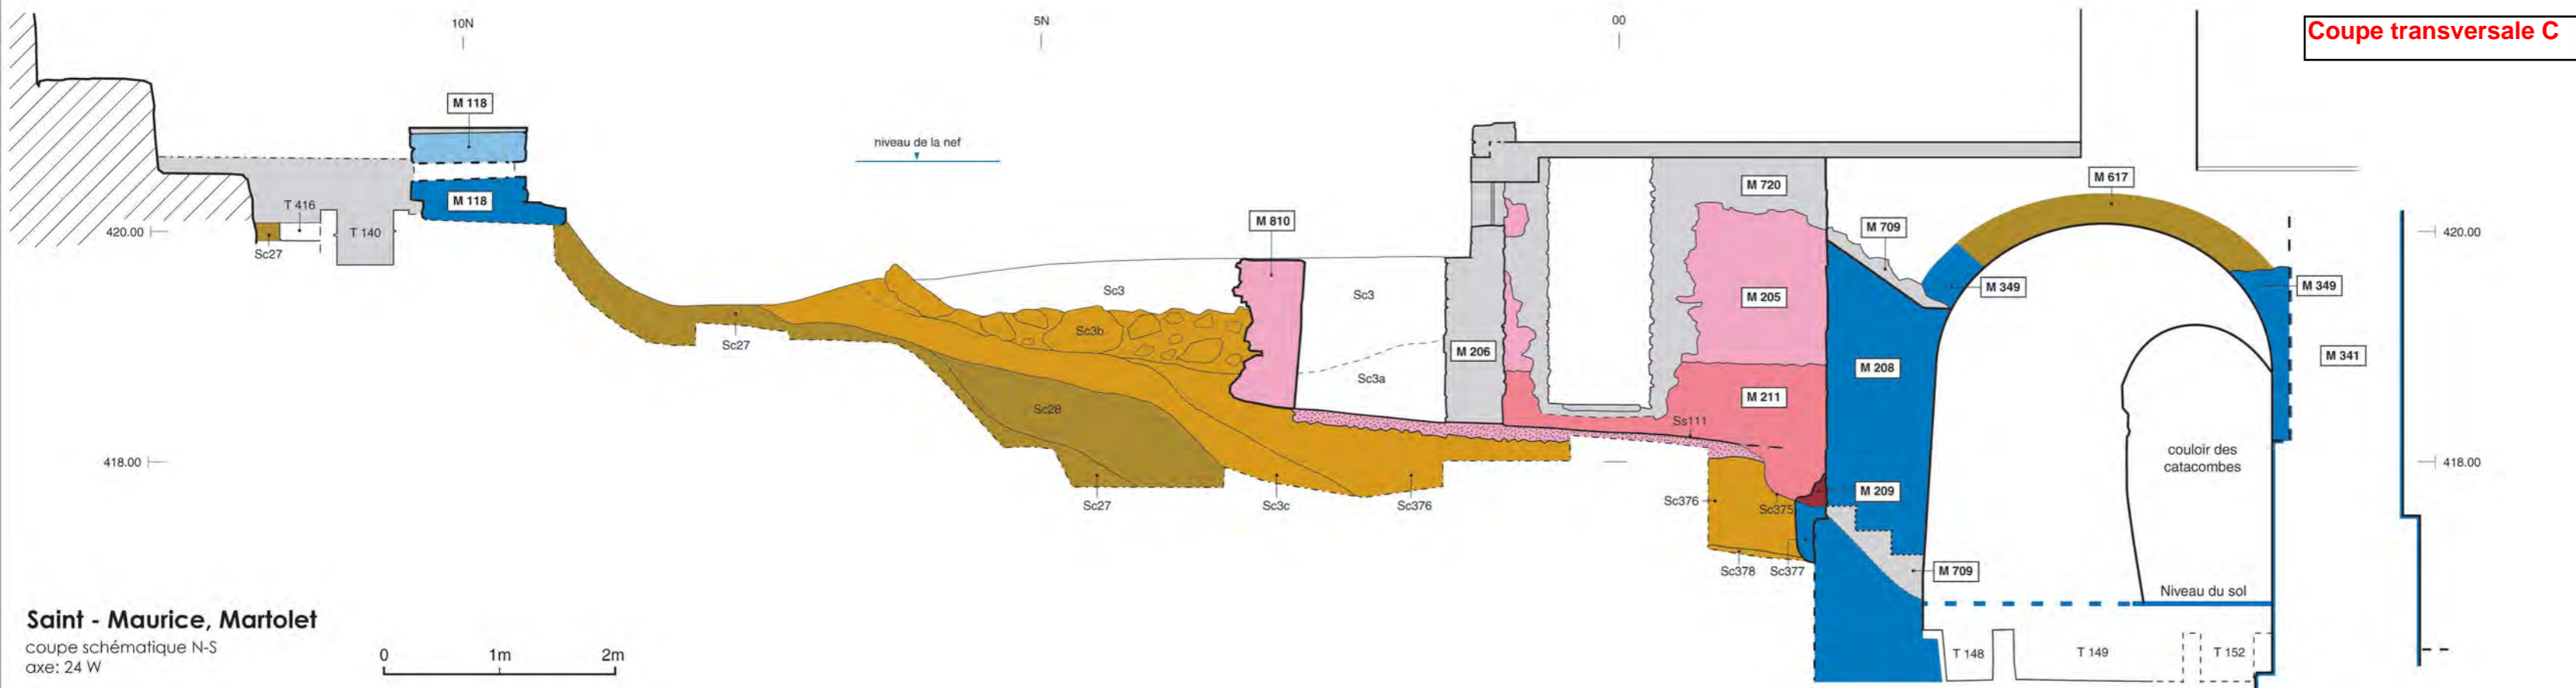 Coupe transversale C
10N
5N
00
M 118
niveau de la nef
M 118
T 416
T 140
420.00
Sc27
M 810
M 720
M 617
M 709
420.00
M 349
M 349
Sc3
Sc3
M 205
Sc3b
Sc27
M 206
M 341
Sc3a
M 208
M 211
Sc28
Ss111
418.00
couloir des
catacombes
418.00
M 209
Sc27
Sc3c
Sc376
Sc376
Sc375
Sc378
Sc377
M 709
Niveau du sol
Saint - Maurice, Martolet
coupe schématique N-S
axe: 24 W
0
1m
2m
T 148
T 149
T 152